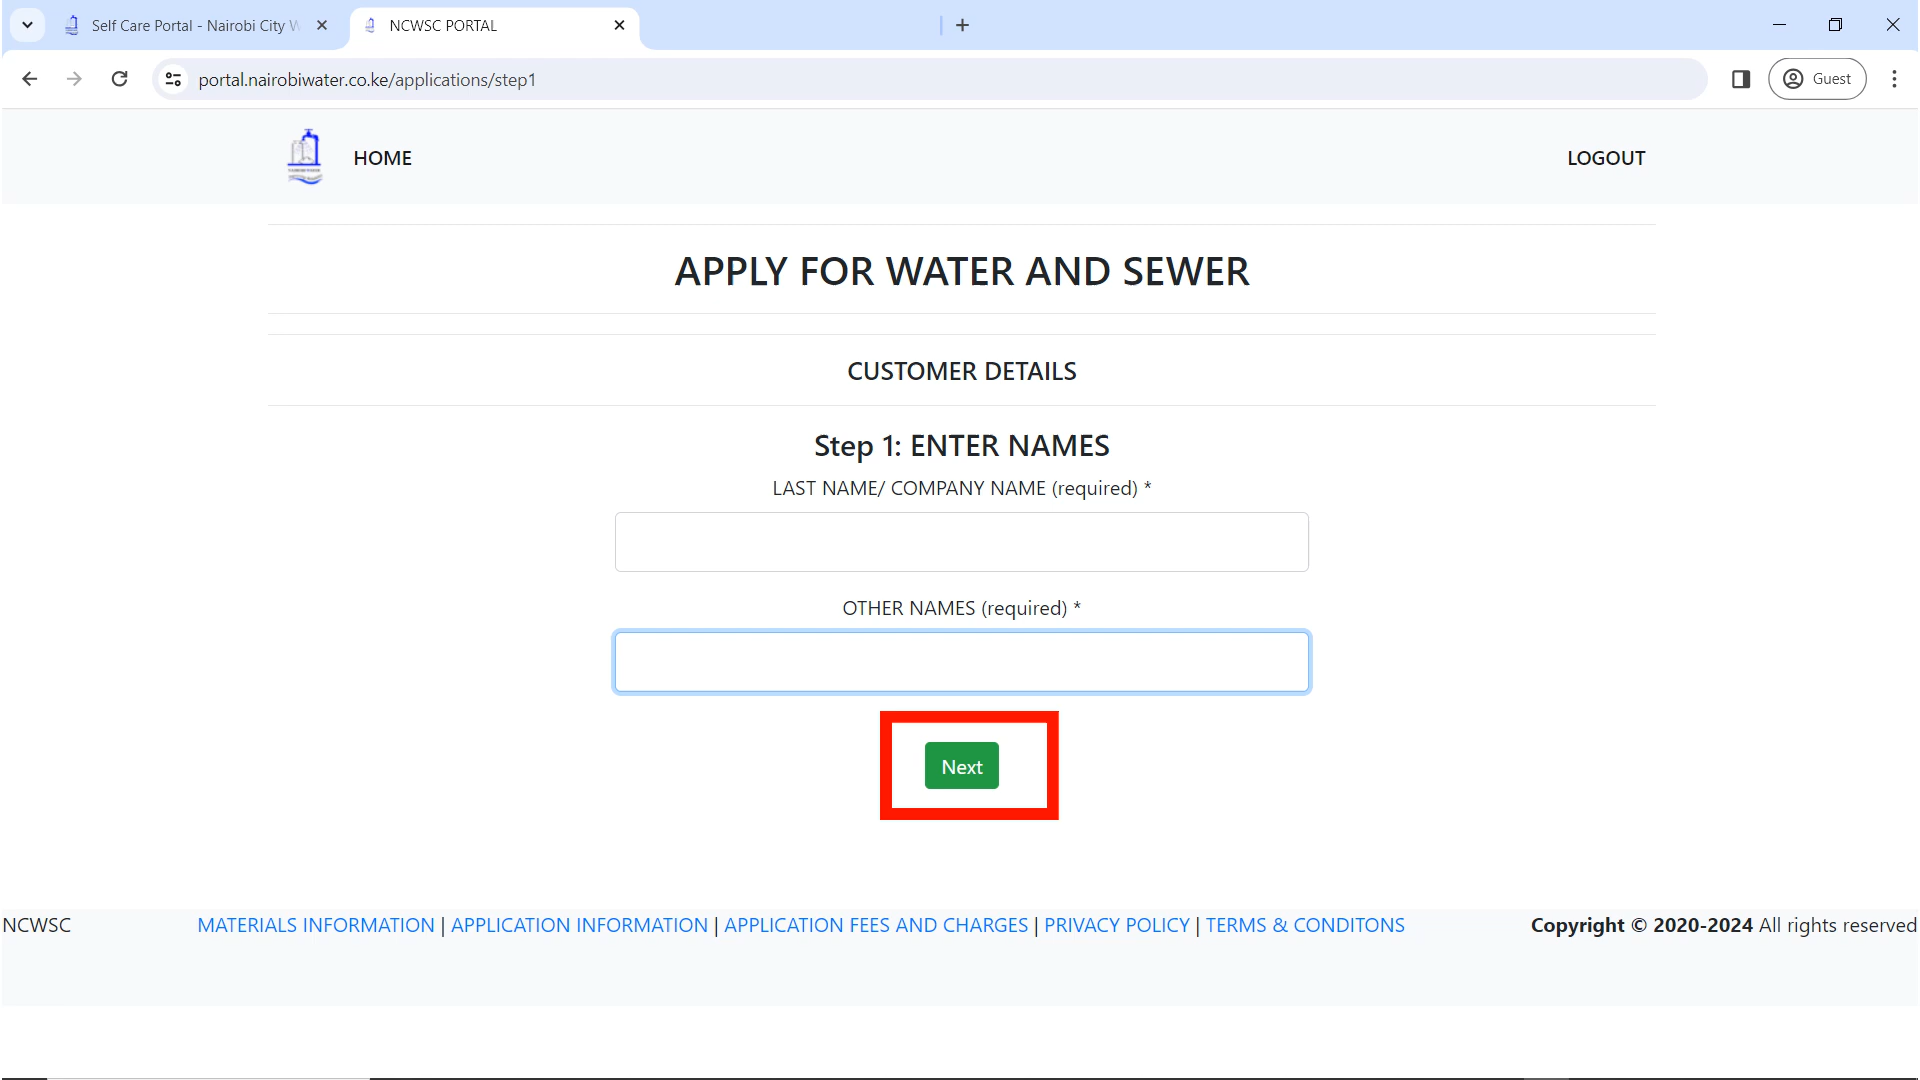 Self Care Portal - Nairobi City
NCWSC PORTAL
portal.nairobiwater.co.ke/applications/step1
Guest
HOME
LOGOUT
APPLY FOR WATER AND SEWER
CUSTOMER DETAILS
Step 1: ENTER NAMES
LAST NAME/ COMPANY NAME (required) *
OTHER NAMES (required) *
Next
NCWSC
MATERIALS INFORMATION | APPLICATION INFORMATION | APPLICATION FEES AND CHARGES | PRIVACY POLICY | TERMS & CONDITONS
Copyright © 2020-2024 All rights reserved